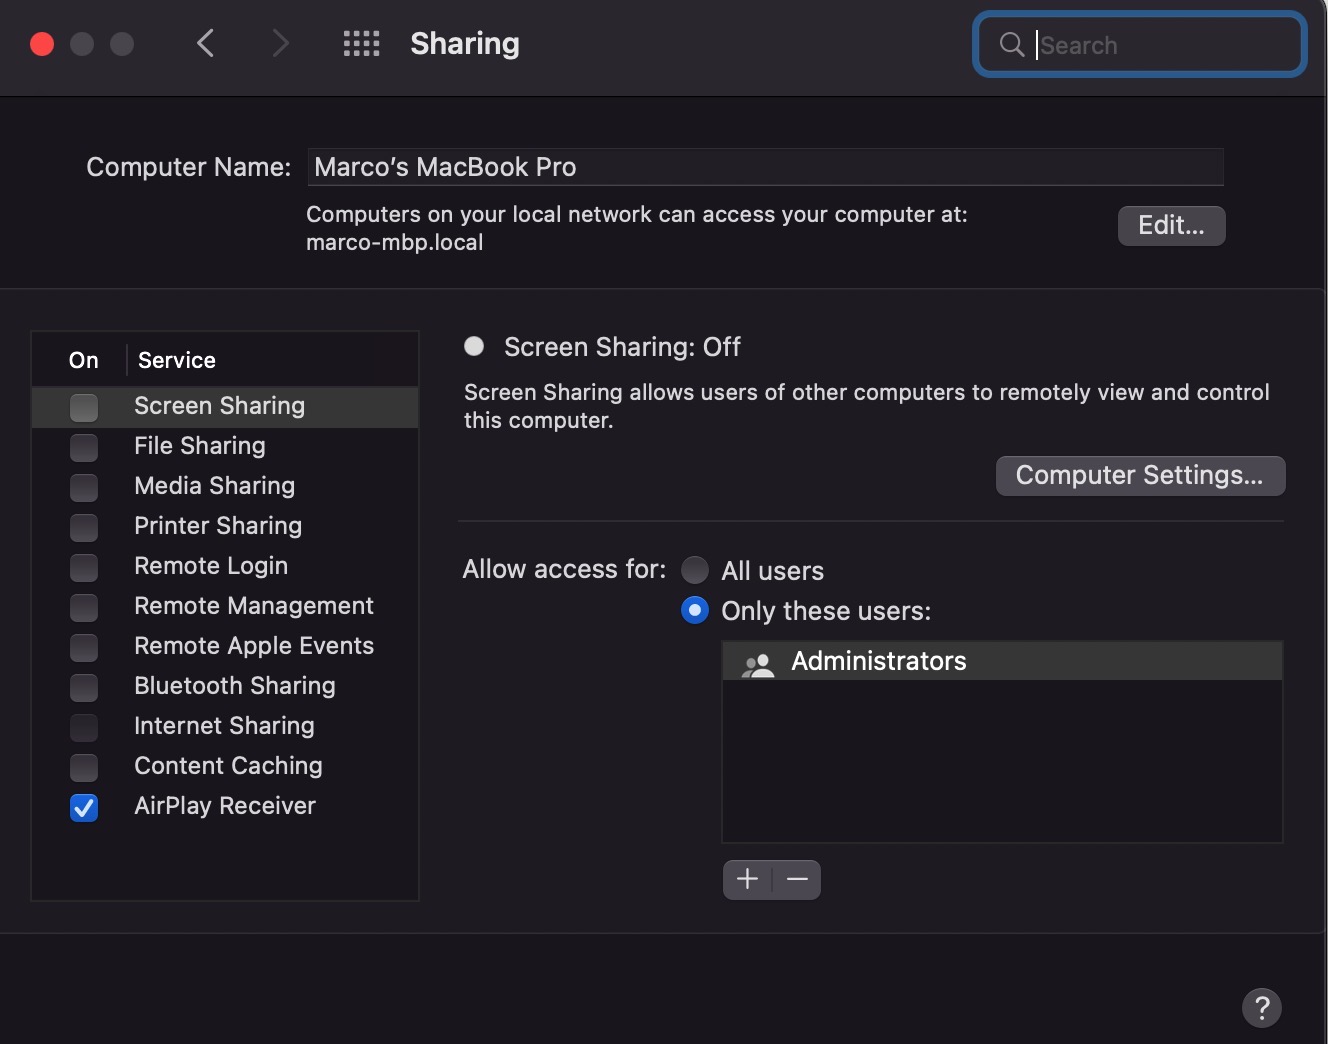 Sharing
Search
Computer Name: Marco’s MacBook Pro
Computers on your local network can access your computer at:
marco-mbp.local
Edit...
On Service
Screen Sharing
File Sharing
Media Sharing
Printer Sharing
Remote Login
Remote Management
Remote Apple Events
Bluetooth Sharing
Internet Sharing
Content Caching
AirPlay Receiver
Screen Sharing: Off
Screen Sharing allows users of other computers to remotely view and control
this computer.
Computer Settings...
Allow access for: All users
Only these users:
Administrators
+ −
?